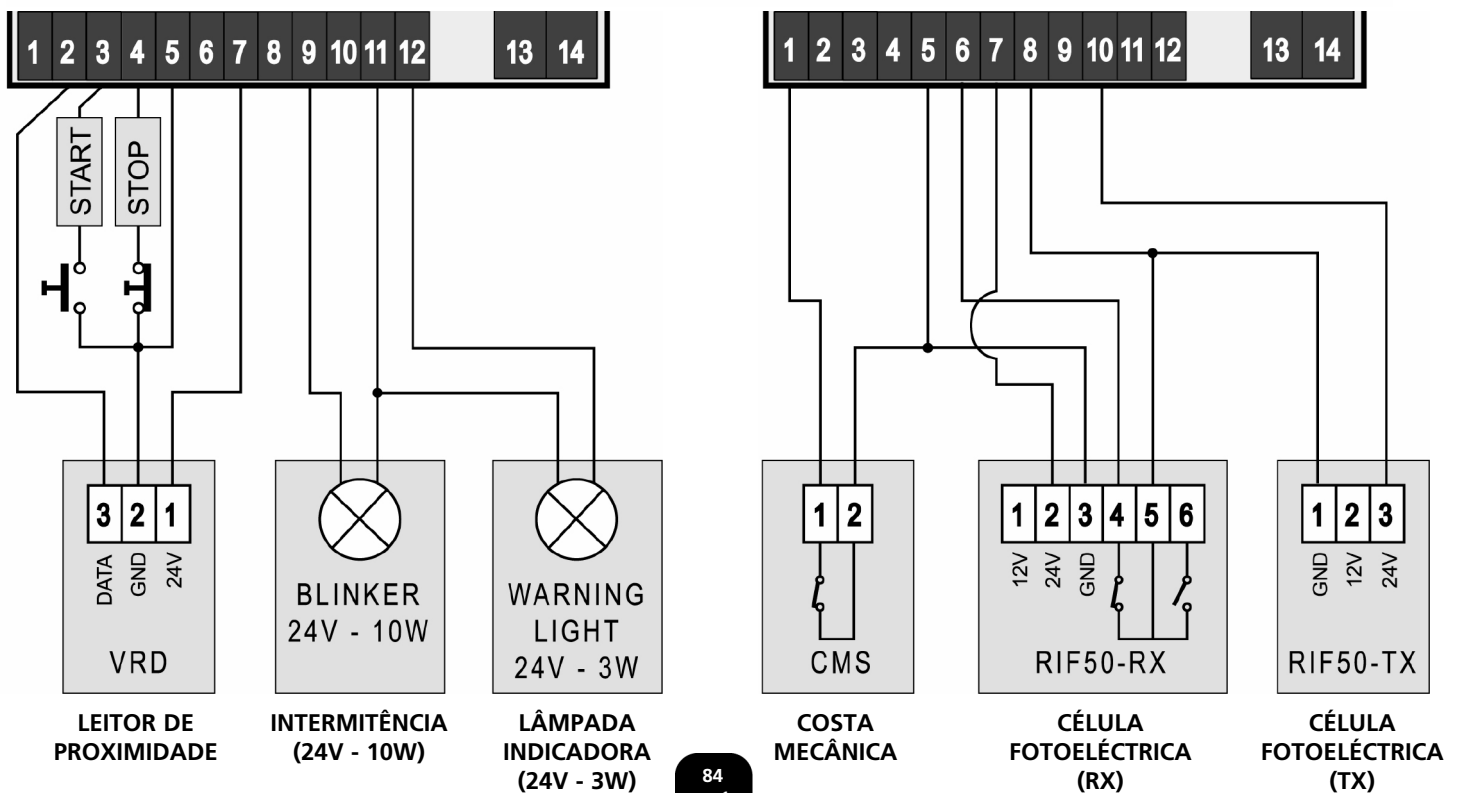 1 2 3 4 5 6 7 8 9 10 11 12 13 14
START
STOP
3 2 1
DATA GND 24V
VRD
LEITOR DE
PROXIMIDADE
BLINKER
24V - 10W
INTERMITÊNCIA
(24V - 10W)
WARNING
LIGHT
24V - 3W
LÂMPADA
INDICADORA
(24V - 3W)
1 2 3 4 5 6 7 8 9 10 11 12 13 14
1 2
CMS
COSTA
MECÂNICA
1 2 3 4 5 6
12V 24V GND
RIF50-RX
CÉLULA
FOTOELÉCTRICA
(RX)
1 2 3
GND 12V 24V
RIF50-TX
CÉLULA
FOTOELÉCTRICA
(TX)
84